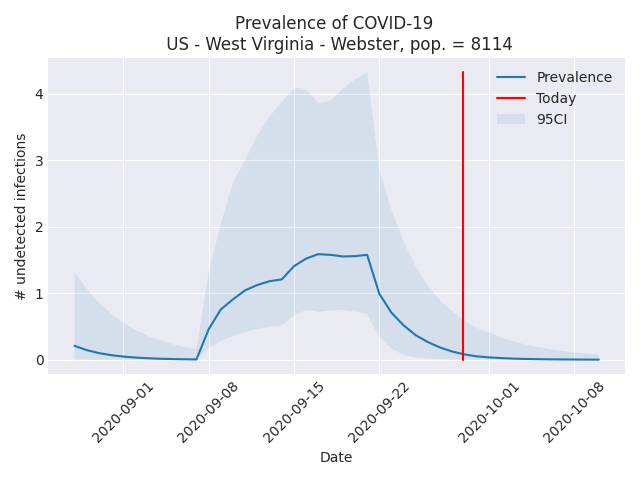 Prevalence of COVID-19
US - West Virginia - Webster, pop. = 8114
Prevalence
Today
95CI
# undetected infections
4
3
2
1
0
2020-09-01
2020-09-08
2020-09-15
2020-09-22
2020-10-01
2020-10-08
Date